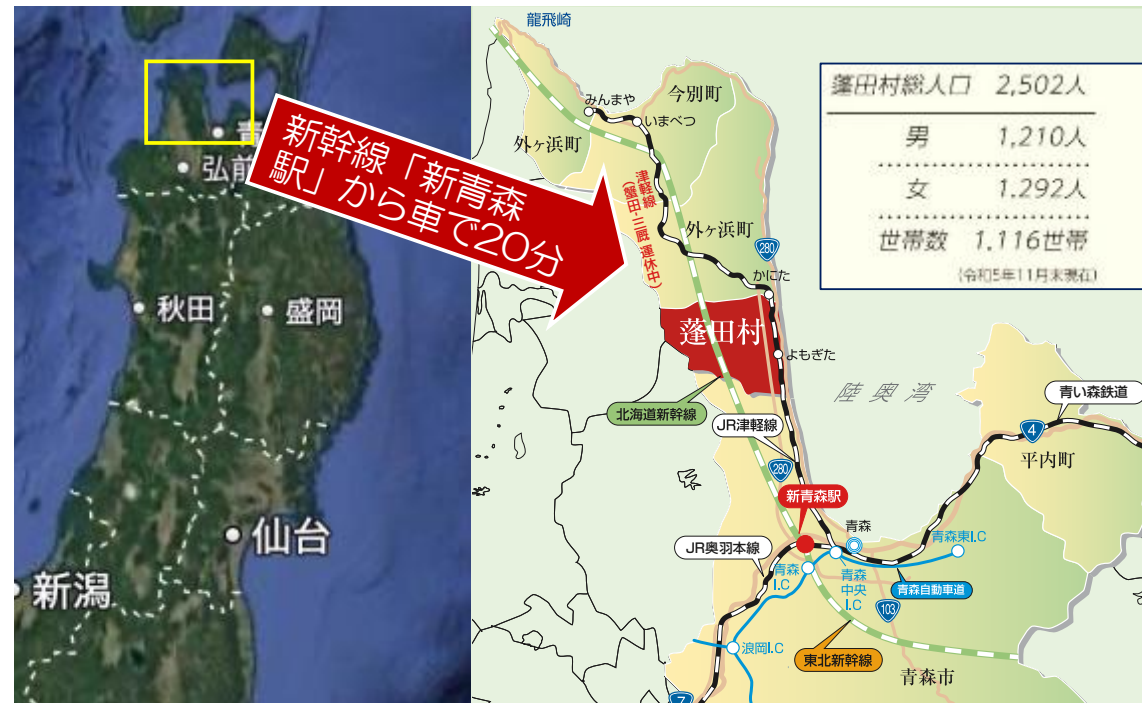 弘前
秋田
盛岡
仙台
新潟
新幹線「新青森
駅」から車で20分
龍飛崎
みんまや
いまべつ
今別町
外ヶ浜町
津軽線
(蟹田-三厩 運休中)
外ヶ浜町
280
かにた
蓬田村
よもぎた
陸奥湾
北海道新幹線
JR津軽線
280
青い森鉄道
4
平内町
新青森駅
青森
青森東I.C
JR奥羽本線
青森
I.C
青森
中央
I.C
青森自動車道
103
浪岡I.C
東北新幹線
青森市
7
蓬田村総人口 2,502人
男 1,210人
女 1.292人
世帯数 1,116世帯
(令和5年11月末現在)